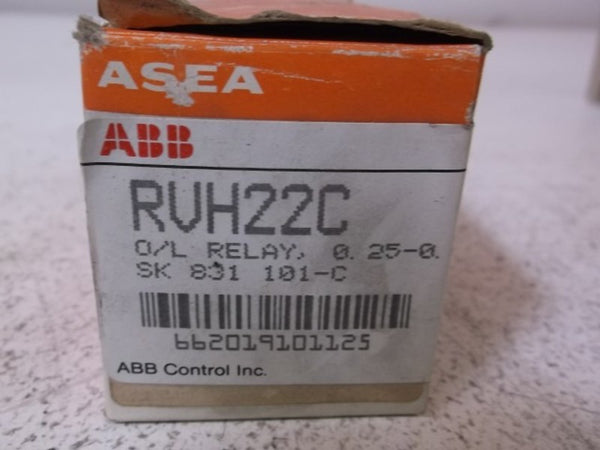 ASEA
ABB
RVH22C
O/L RELAY, 0.25-0.
SK 831 101-C
662019101125
ABB Control Inc.